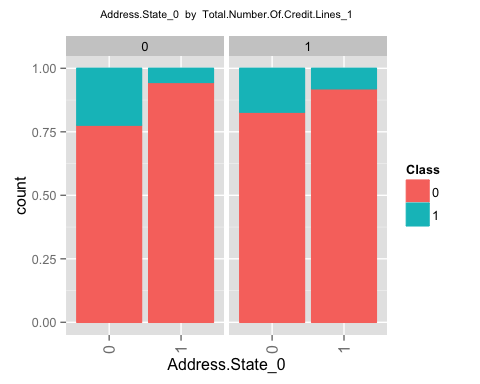 Address.State_0 by Total.Number.Of.Credit.Lines_1
0 1
1.00
0.75
0.50
0.25
0.00
count
0 1 0 1
Address.State_0
Class
0
1